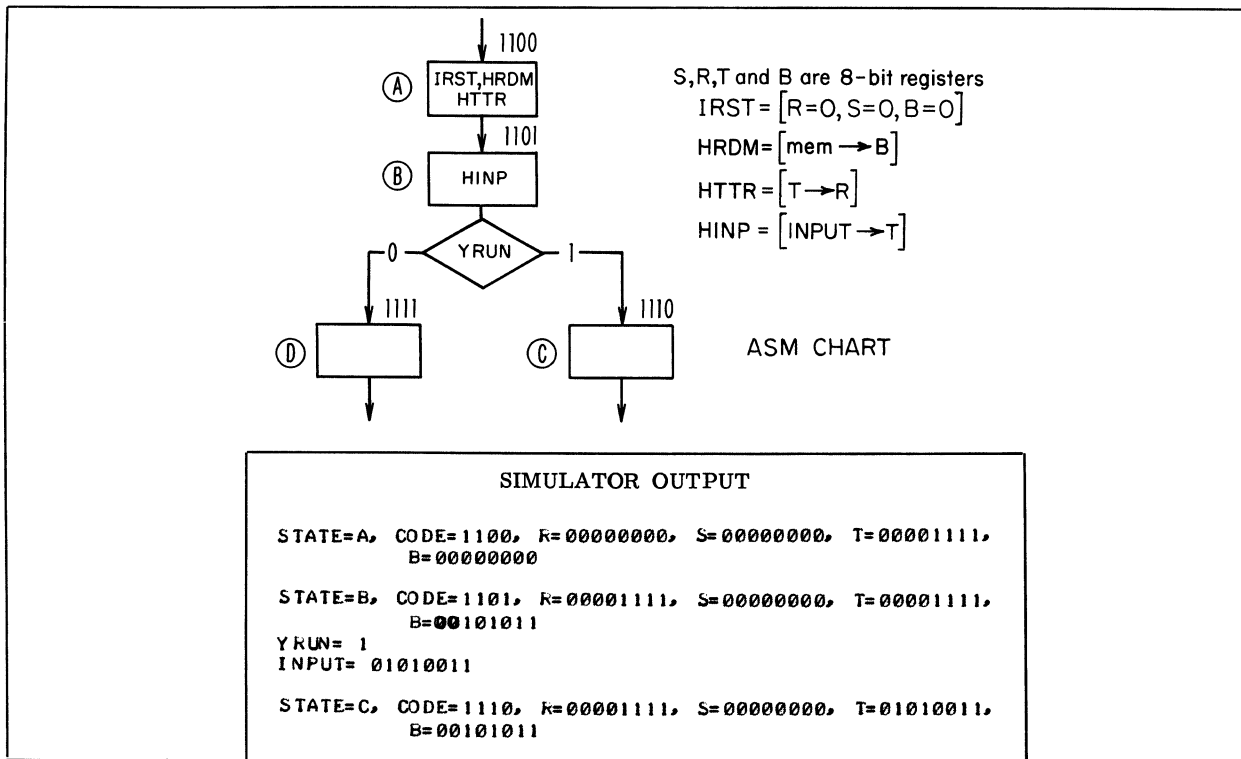 1100
A
IRST,HRDM
HTTR
S,R,T and B are 8-bit registers
IRST = [R=0, S=0, B=0]
HRDM = [mem → B]
HTTR = [T → R]
HINP = [INPUT → T]
1101
B
HINP
YRUN
0
1
1111
1110
D
C
ASM CHART
SIMULATOR OUTPUT
STATE=A, CODE=1100, R=00000000, S=00000000, T=00001111,
B=00000000
STATE=B, CODE=1101, R=00001111, S=00000000, T=00001111,
B=00101011
YRUN= 1
INPUT= 01010011
STATE=C, CODE=1110, R=00001111, S=00000000, T=01010011,
B=00101011